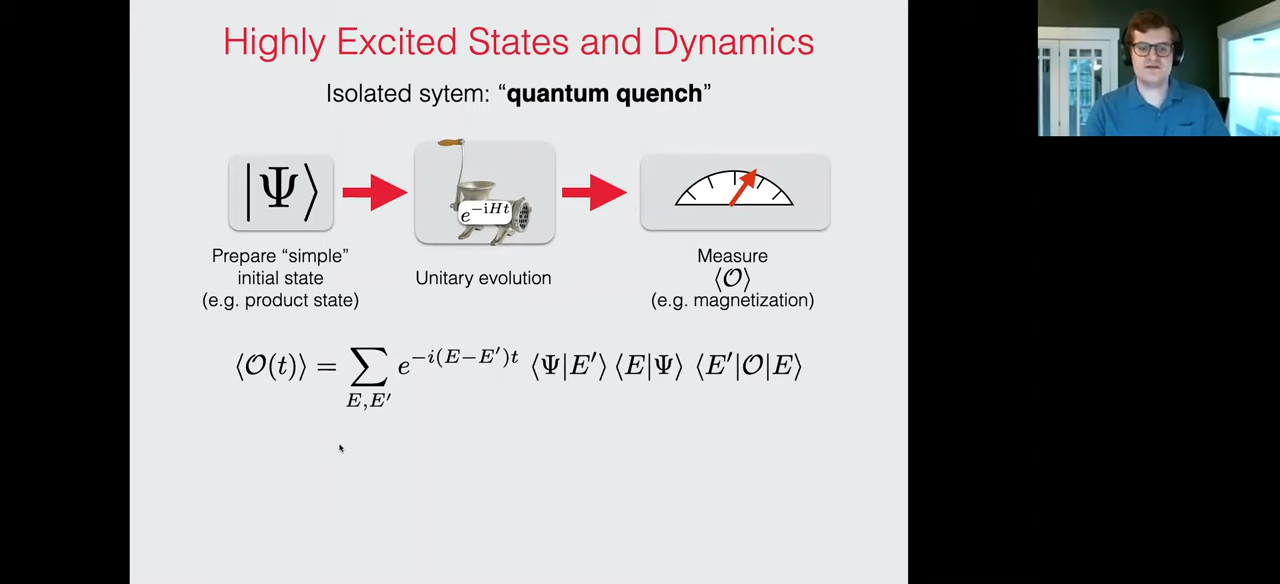 Highly Excited States and Dynamics
Isolated sytem: “quantum quench”
|Ψ⟩
e^{-iHt}
Prepare “simple”
initial state
(e.g. product state)
Unitary evolution
Measure
⟨𝒪⟩
(e.g. magnetization)
⟨𝒪(t)⟩ = ∑_{E,E′} e^{-i(E-E′)t} ⟨Ψ|E′⟩ ⟨E|Ψ⟩ ⟨E′|𝒪|E⟩